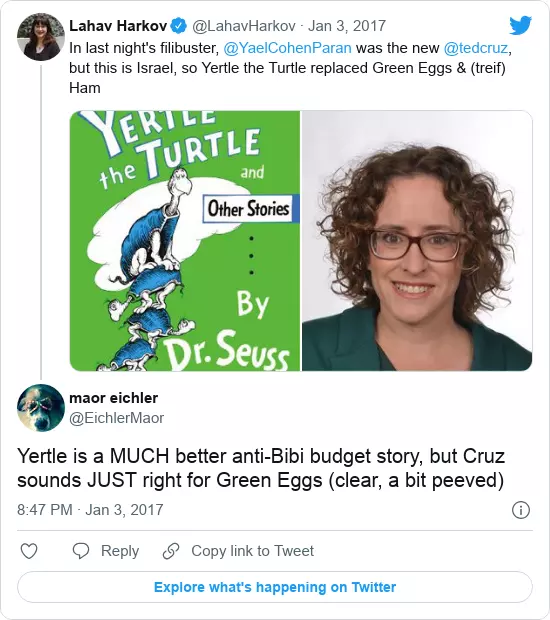 Lahav Harkov @LahavHarkov · Jan 3, 2017
In last night's filibuster, @YaelCohenParan was the new @tedcruz,
but this is Israel, so Yertle the Turtle replaced Green Eggs & (treif)
Ham
YERTLE
the TURTLE
and
Other Stories
By
Dr. Seuss
maor eichler
@EichlerMaor
Yertle is a MUCH better anti-Bibi budget story, but Cruz
sounds JUST right for Green Eggs (clear, a bit peeved)
8:47 PM · Jan 3, 2017
Reply
Copy link to Tweet
Explore what's happening on Twitter